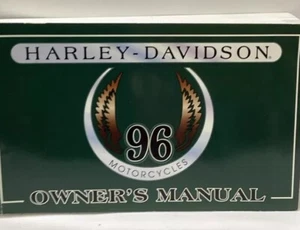 HARLEY-DAVIDSON
96
MOTORCYCLES
OWNER'S MANUAL